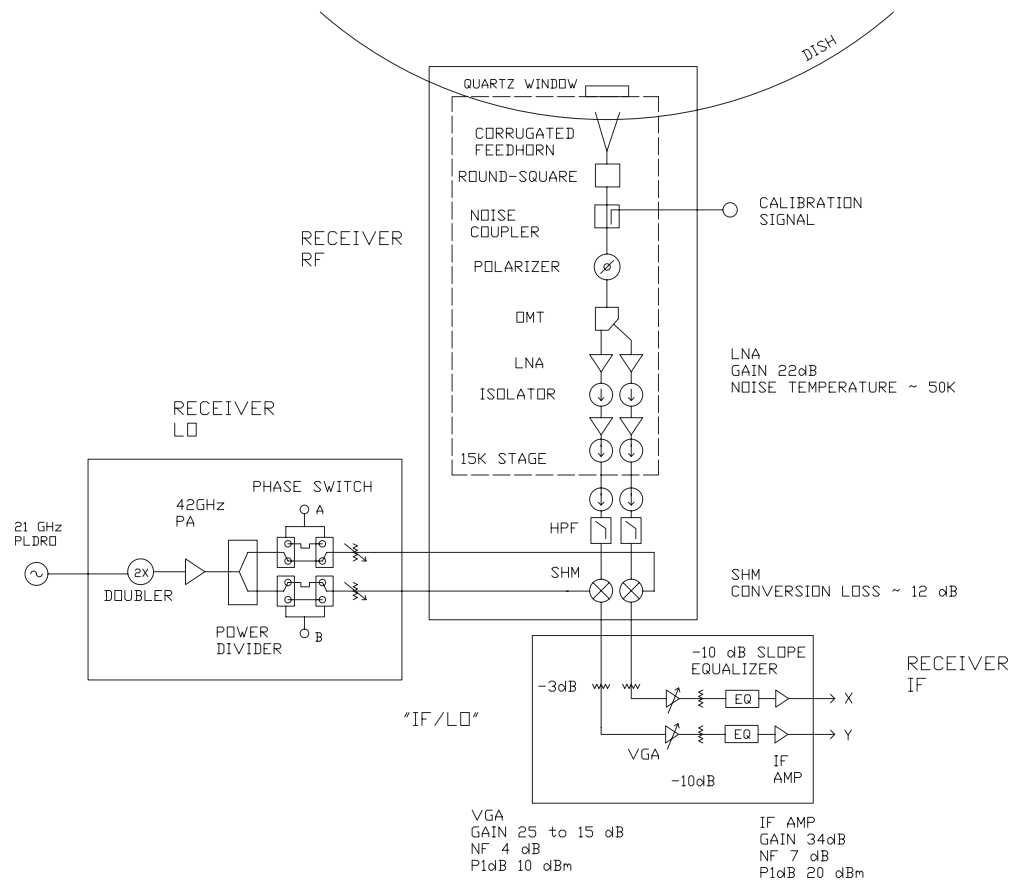 DISH
QUARTZ WINDOW
CORRUGATED
FEEDHORN
ROUND-SQUARE
NOISE
COUPLER
CALIBRATION
SIGNAL
RECEIVER
RF
POLARIZER
OMT
LNA
ISOLATOR
LNA
GAIN 22dB
NOISE TEMPERATURE ~ 50K
RECEIVER
LO
15K STAGE
PHASE SWITCH
A
42GHz
PA
21 GHz
PLDRO
HPF
2X
DOUBLER
SHM
SHM
CONVERSION LOSS ~ 12 dB
POWER
DIVIDER
B
-10 dB SLOPE
EQUALIZER
RECEIVER
IF
-3dB
EQ
X
"IF/LO"
EQ
Y
VGA
IF
AMP
-10dB
VGA
GAIN 25 to 15 dB
NF 4 dB
P1dB 10 dBm
IF AMP
GAIN 34dB
NF 7 dB
P1dB 20 dBm